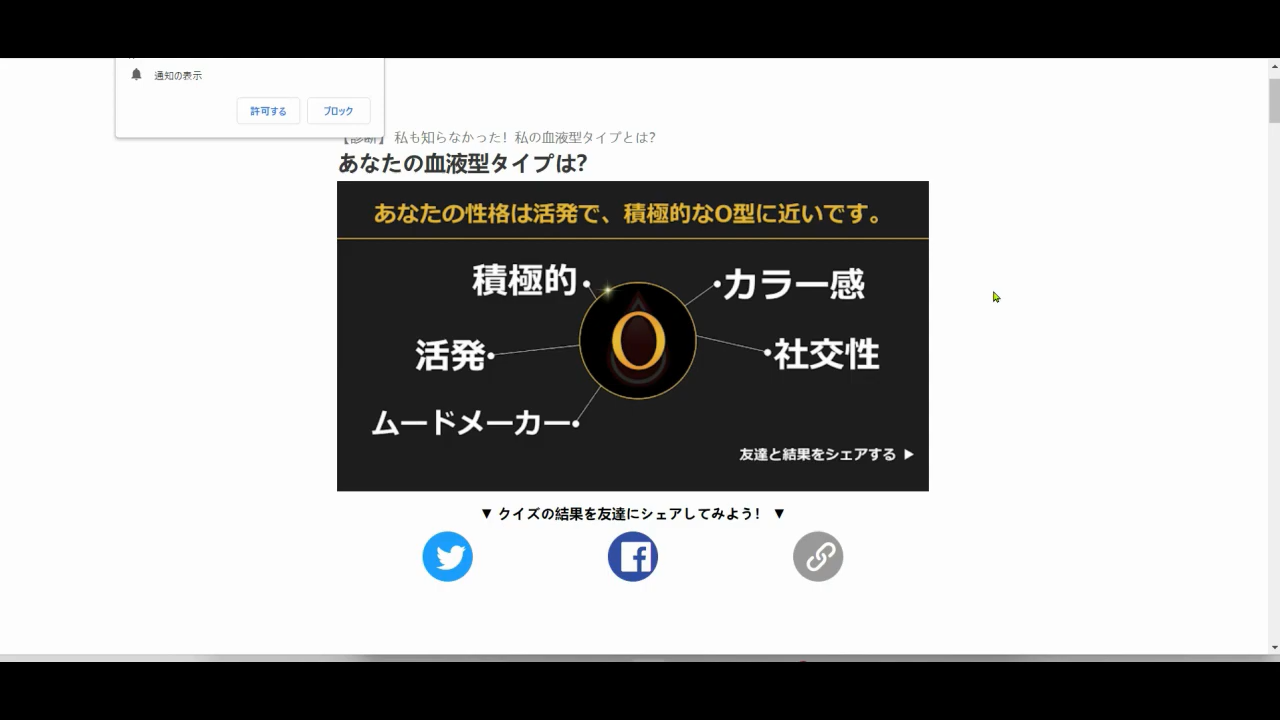 通知の表示
許可する ブロック
【診断】 私も知らなかった！私の血液型タイプとは?
あなたの血液型タイプは?
あなたの性格は活発で、積極的なO型に近いです。
積極的
カラー感
O
活発
社交性
ムードメーカー
友達と結果をシェアする ▶
▼ クイズの結果を友達にシェアしてみよう！ ▼